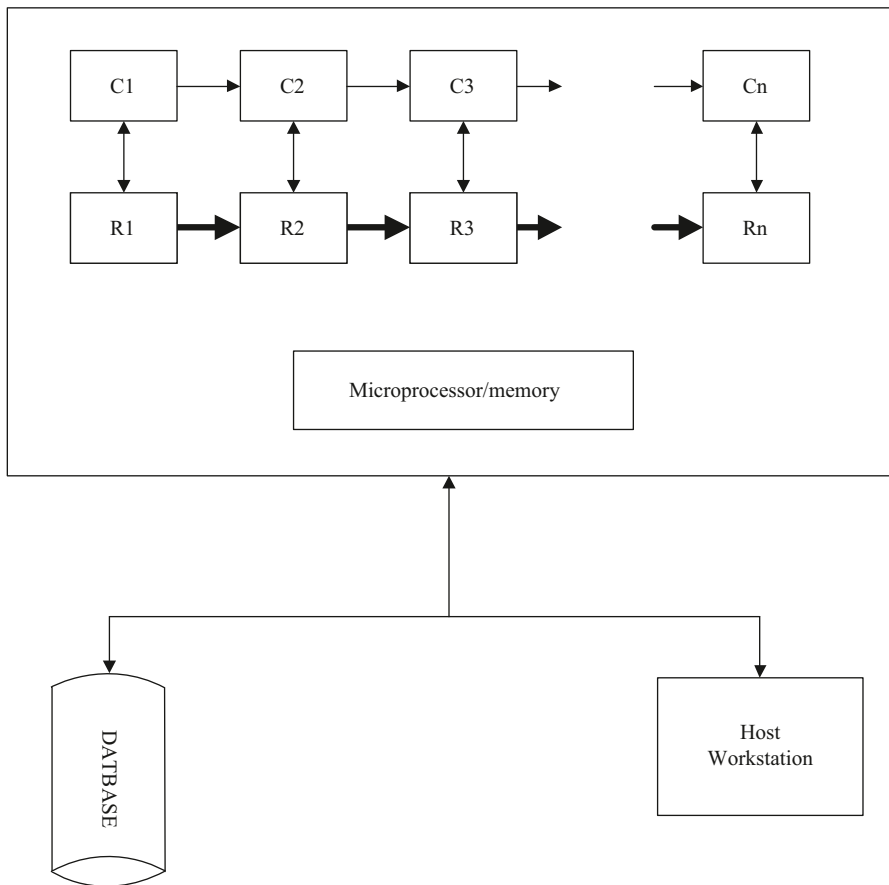 C1
C2
C3
Cn
R1
R2
R3
Rn
Microprocessor/memory
DATBASE
Host
Workstation